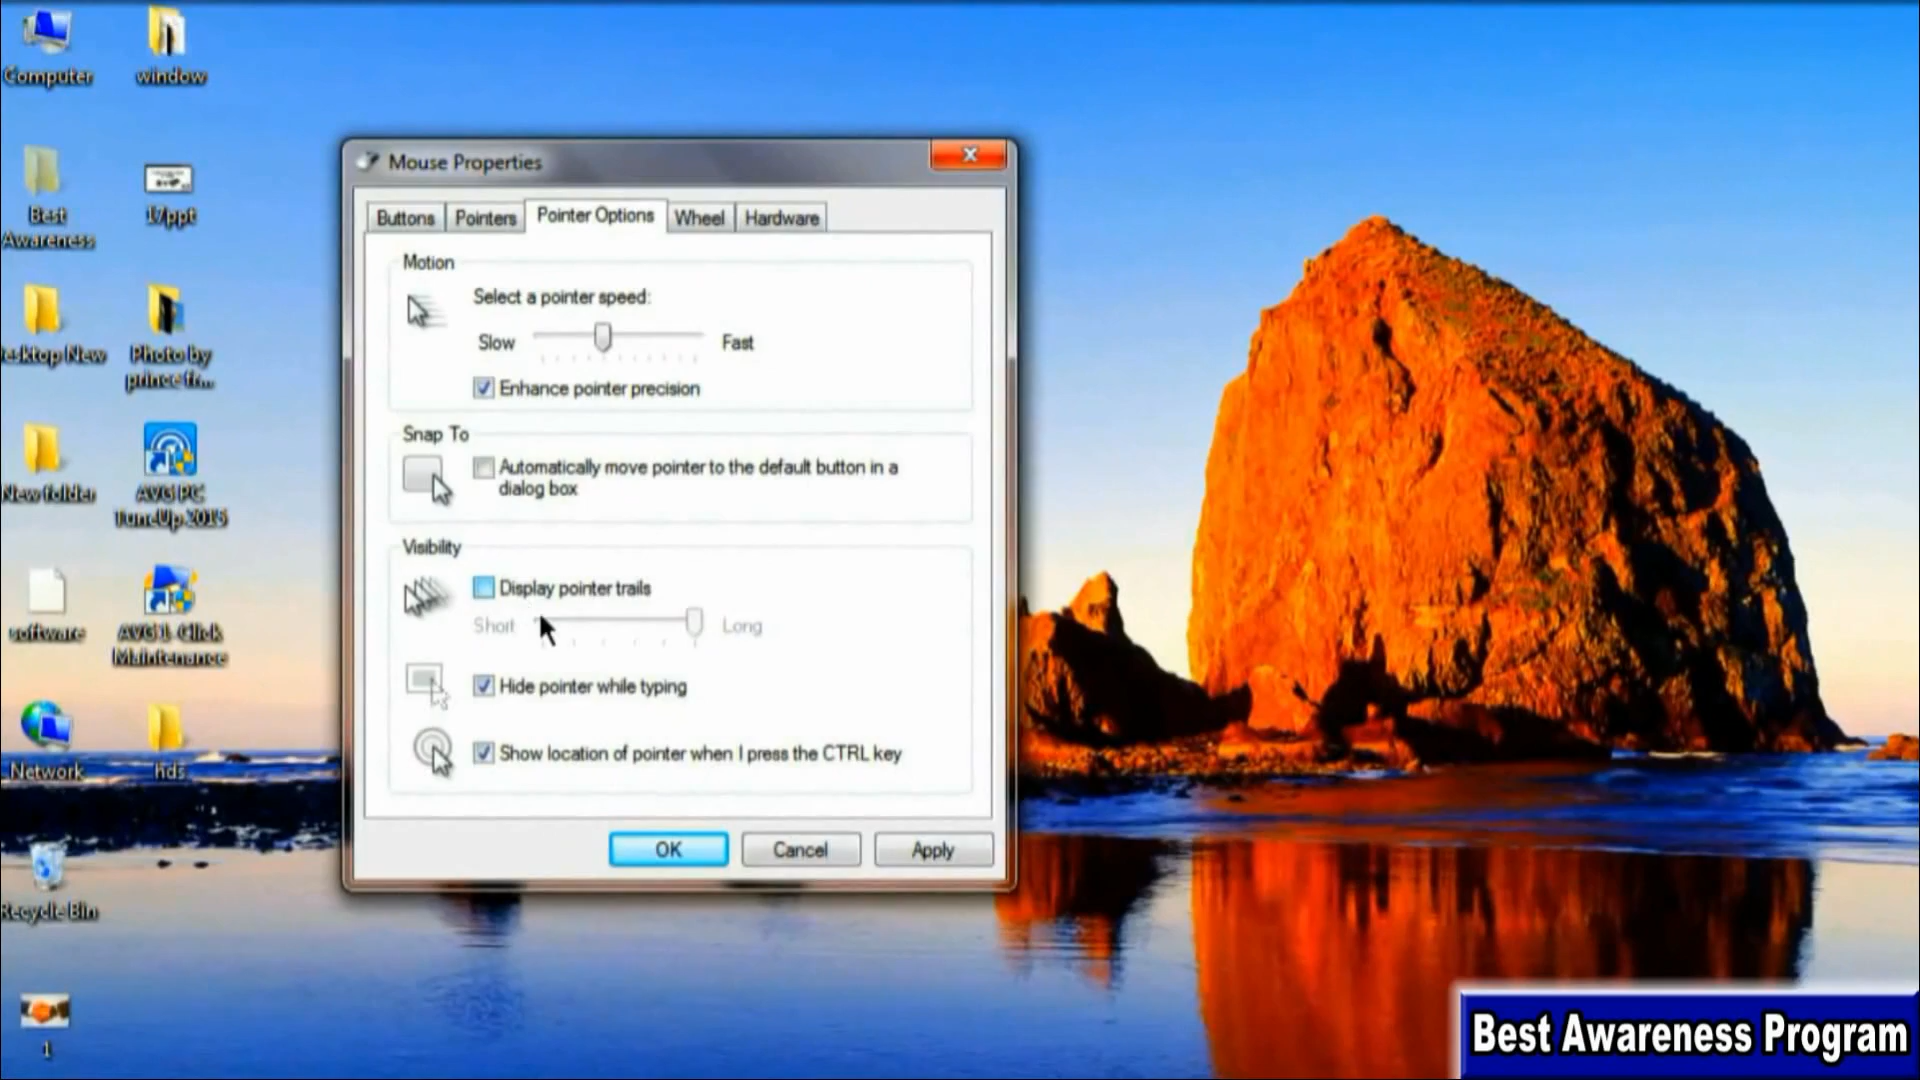 Computer
window
Best
Awareness
17ppt
esktop New
Photo by
prince fr...
New folder
AVG PC
TuneUp 2015
software
AVG 1-Click
Maintenance
Network
hds
Recycle Bin
1
Mouse Properties
Buttons
Pointers
Pointer Options
Wheel
Hardware
Motion
Select a pointer speed:
Slow
Fast
Enhance pointer precision
Snap To
Automatically move pointer to the default button in a
dialog box
Visibility
Display pointer trails
Short
Long
Hide pointer while typing
Show location of pointer when I press the CTRL key
OK
Cancel
Apply
Best Awareness Program